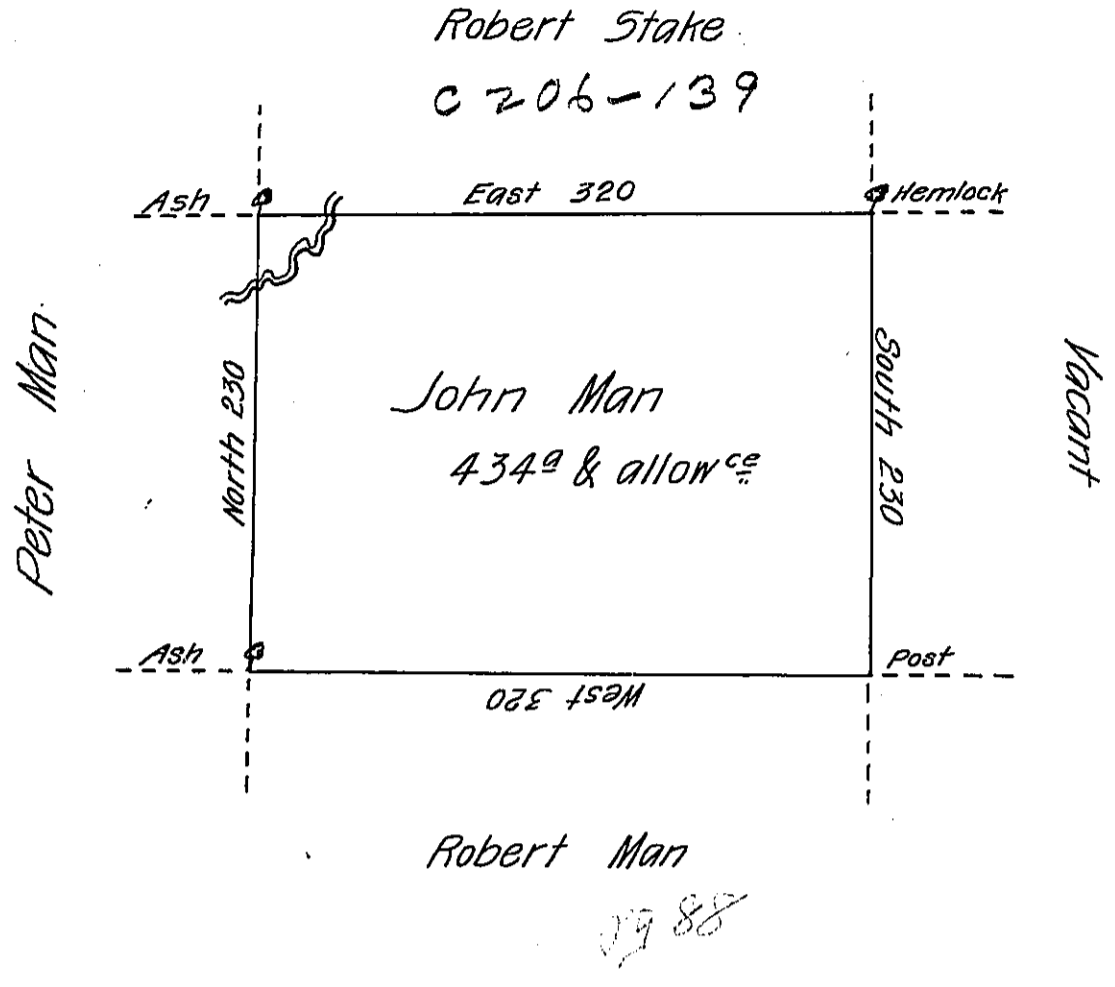 Robert Stake
C 206-139
Ash
East 320
Hemlock
Peter Man
North 230
John Man
434a & allowce
South 230
Vacant
Ash
Post
West 320
Robert Man
88